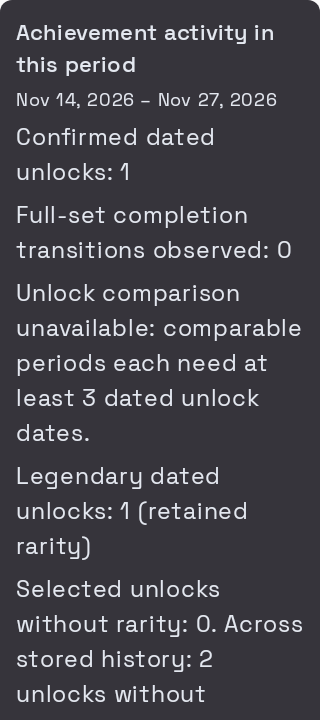 Achievement activity in
this period
Nov 14, 2026 – Nov 27, 2026
Confirmed dated
unlocks: 1
Full-set completion
transitions observed: 0
Unlock comparison
unavailable: comparable
periods each need at
least 3 dated unlock
dates.
Legendary dated
unlocks: 1 (retained
rarity)
Selected unlocks
without rarity: 0. Across
stored history: 2
unlocks without